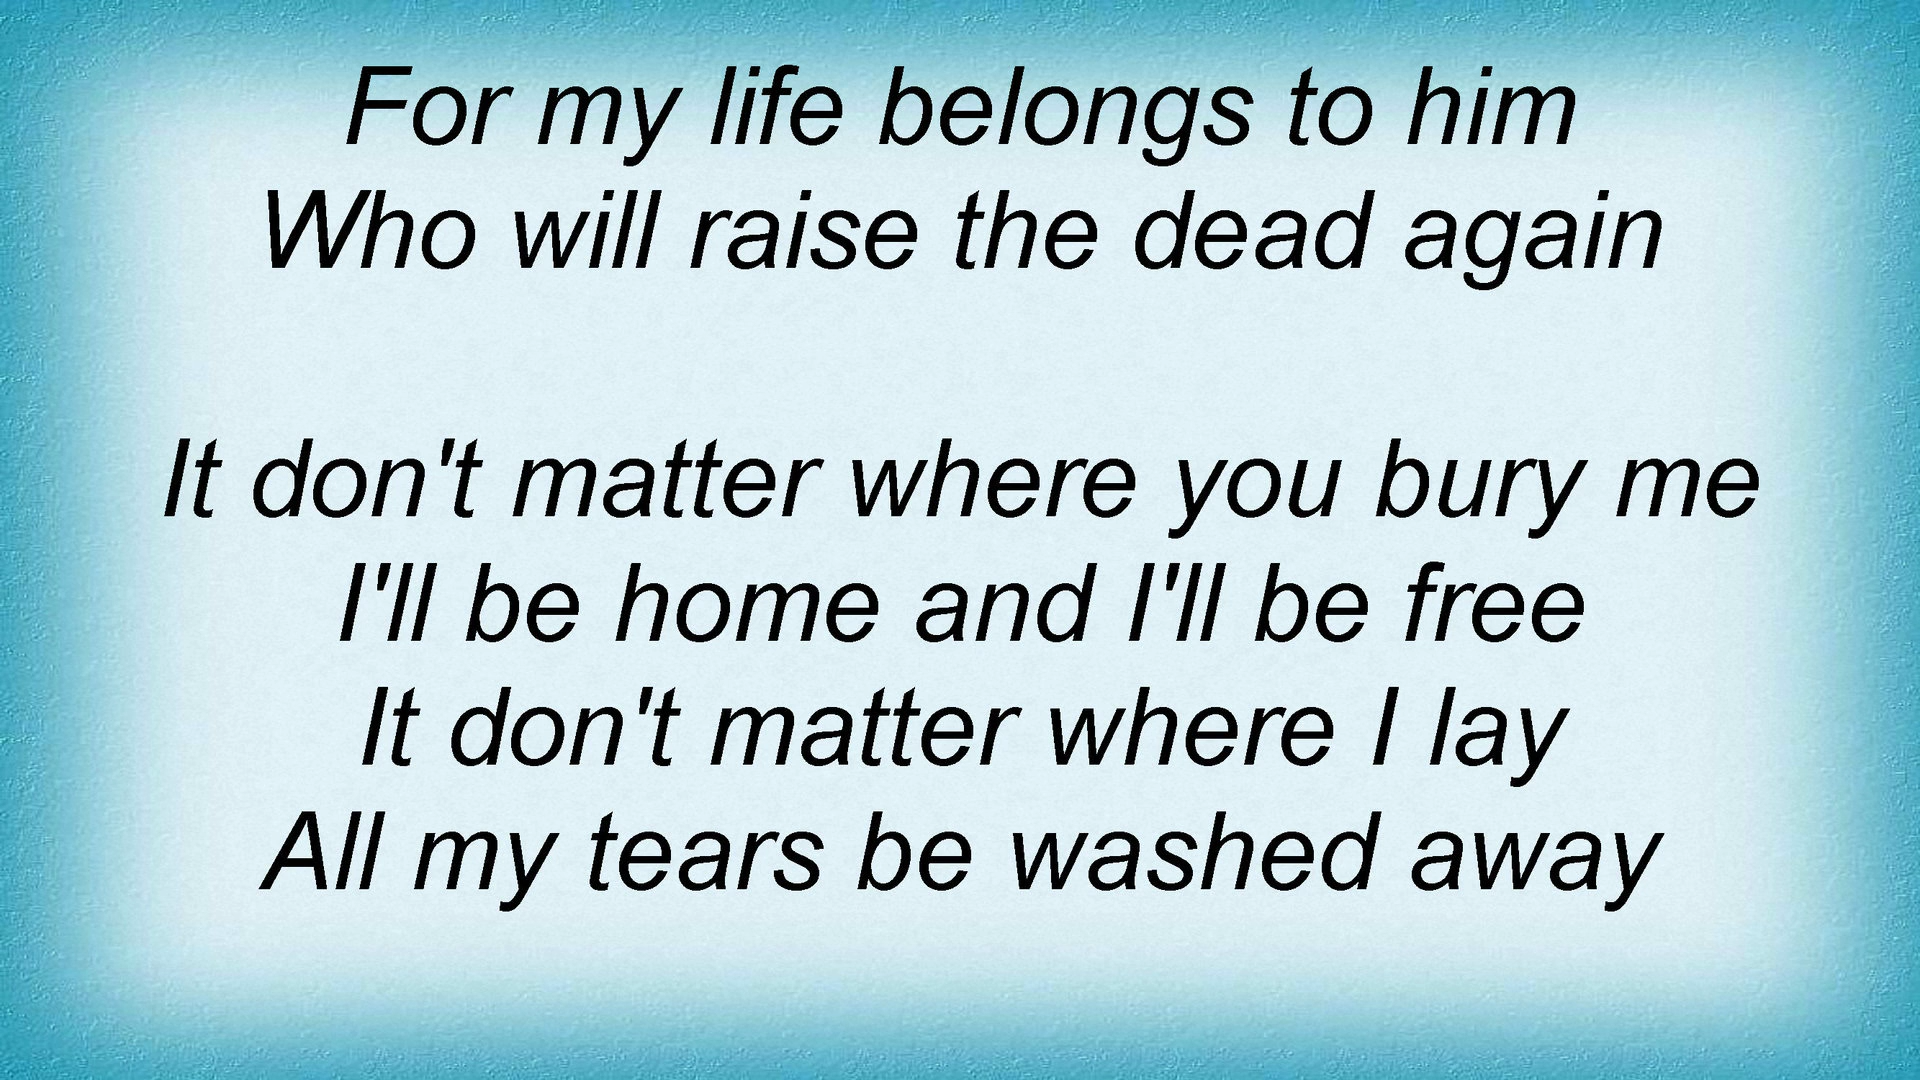 For my life belongs to him
Who will raise the dead again
It don't matter where you bury me
I'll be home and I'll be free
It don't matter where I lay
All my tears be washed away